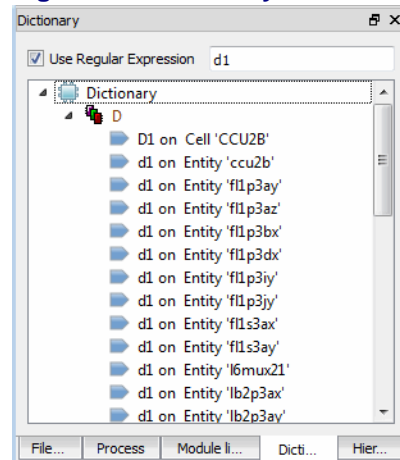 Dictionary
Use Regular Expression d1
Dictionary
D
D1 on Cell 'CCU2B'
d1 on Entity 'ccu2b'
d1 on Entity 'fl1p3ay'
d1 on Entity 'fl1p3az'
d1 on Entity 'fl1p3bx'
d1 on Entity 'fl1p3dx'
d1 on Entity 'fl1p3iy'
d1 on Entity 'fl1p3jy'
d1 on Entity 'fl1s3ax'
d1 on Entity 'fl1s3ay'
d1 on Entity 'l6mux21'
d1 on Entity 'lb2p3ax'
d1 on Entity 'lb2p3ay'
File... Process Module li... Dicti... Hier...